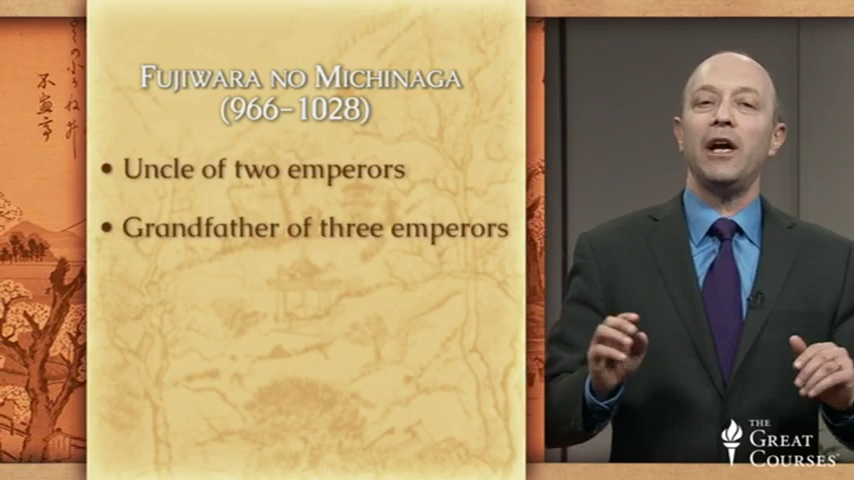 FUJIWARA NO MICHINAGA
(966–1028)
• Uncle of two emperors
• Grandfather of three emperors
THE
GREAT
COURSES